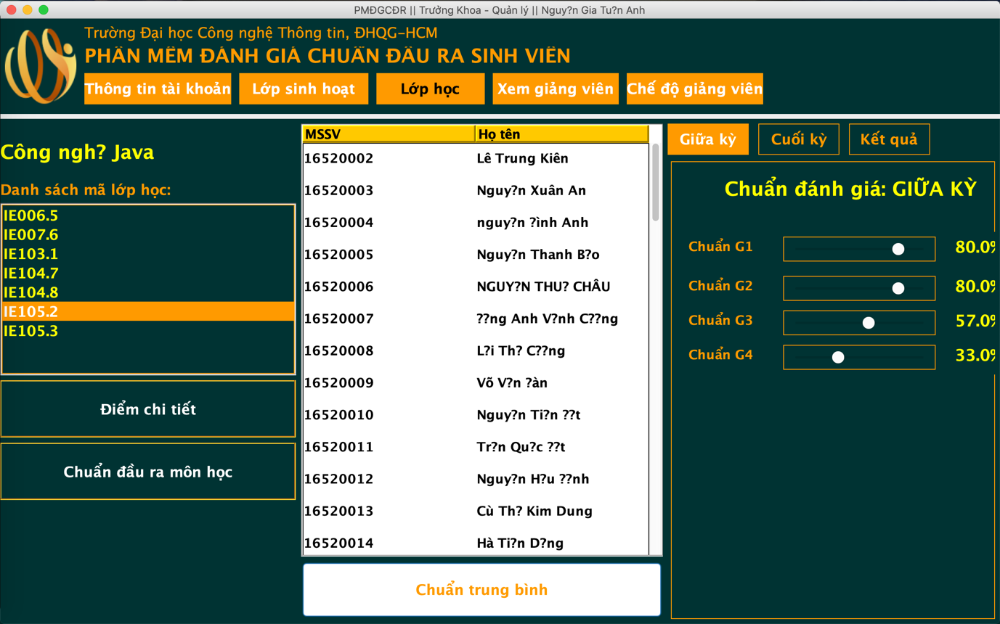 PMĐGCĐR || Trưởng Khoa - Quản lý || Nguy?n Gia Tu?n Anh
Trường Đại học Công nghệ Thông tin, ĐHQG-HCM
PHẦN MỀM ĐÁNH GIÁ CHUẨN ĐẦU RA SINH VIÊN
Thông tin tài khoản Lớp sinh hoạt Lớp học Xem giảng viên Chế độ giảng viên
Công ngh? Java
Danh sách mã lớp học:
IE006.5
IE007.6
IE103.1
IE104.7
IE104.8
IE105.2
IE105.3
Điểm chi tiết
Chuẩn đầu ra môn học
MSSV Họ tên
16520002 Lê Trung Kiên
16520003 Nguy?n Xuân An
16520004 nguy?n ?ình Anh
16520005 Nguy?n Thanh B?o
16520006 NGUY?N THU? CHÂU
16520007 ??ng Anh V?nh C??ng
16520008 L?i Th? C??ng
16520009 Võ V?n ?àn
16520010 Nguy?n Ti?n ??t
16520011 Tr?n Qu?c ??t
16520012 Nguy?n H?u ??nh
16520013 Cù Th? Kim Dung
16520014 Hà Ti?n D?ng
Chuẩn trung bình
Giữa kỳ Cuối kỳ Kết quả
Chuẩn đánh giá: GIỮA KỲ
Chuẩn G1 80.0%
Chuẩn G2 80.0%
Chuẩn G3 57.0%
Chuẩn G4 33.0%